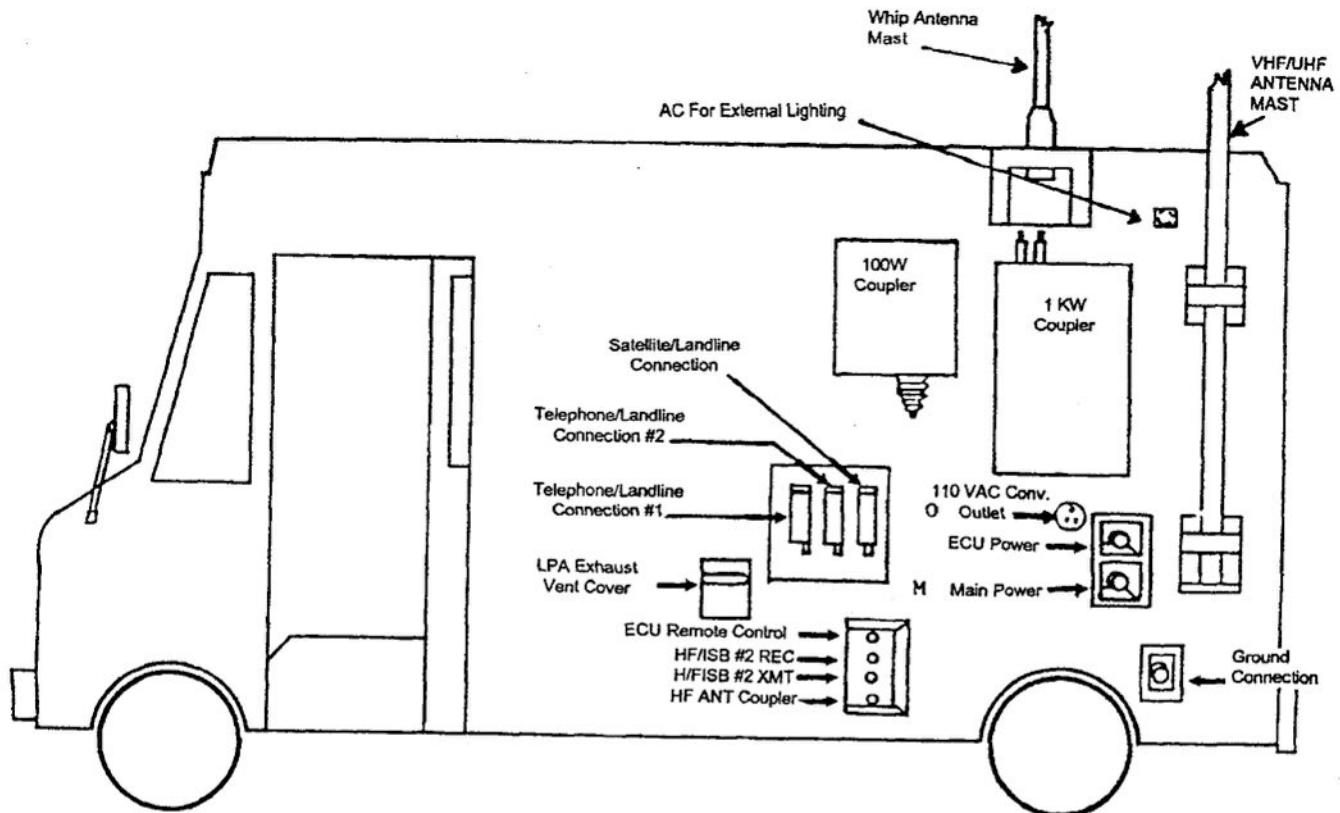 Whip Antenna
Mast
VHF/UHF
ANTENNA
MAST
AC For External Lighting
100W
Coupler
1 KW
Coupler
Satellite/Landline
Connection
Telephone/Landline
Connection #2
Telephone/Landline
Connection #1
110 VAC Conv.
O Outlet
ECU Power
LPA Exhaust
Vent Cover
M Main Power
ECU Remote Control
HF/ISB #2 REC
H/FISB #2 XMT
HF ANT Coupler
Ground
Connection